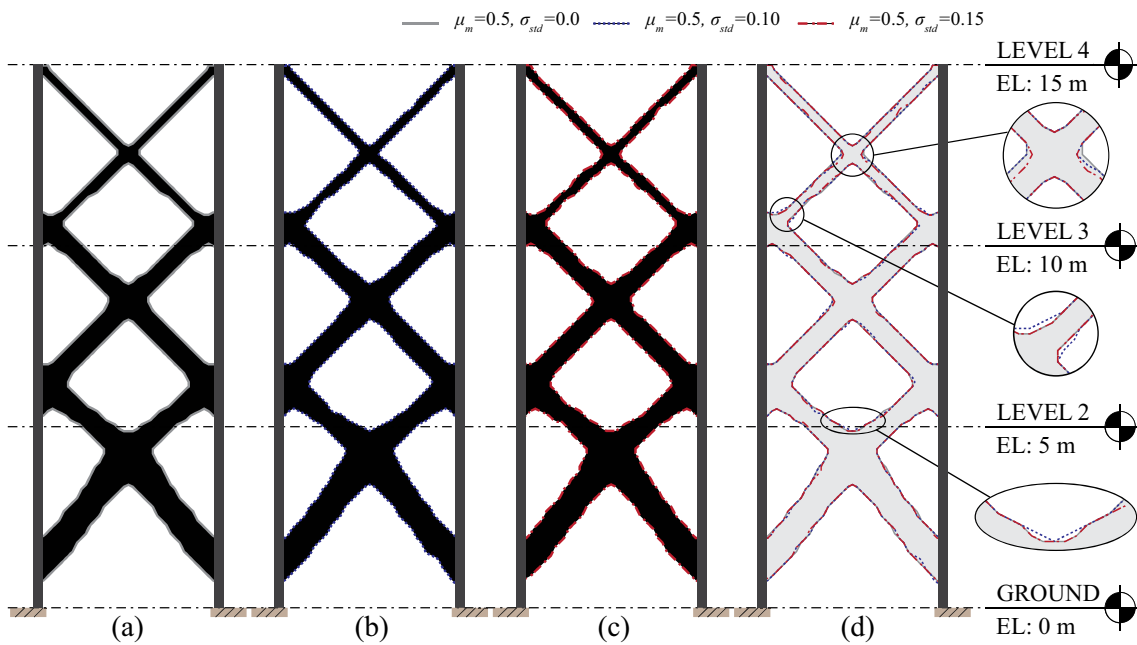 μm=0.5, σstd=0.0 μm=0.5, σstd=0.10 μm=0.5, σstd=0.15
LEVEL 4
EL: 15 m
LEVEL 3
EL: 10 m
LEVEL 2
EL: 5 m
GROUND
EL: 0 m
(a) (b) (c) (d)